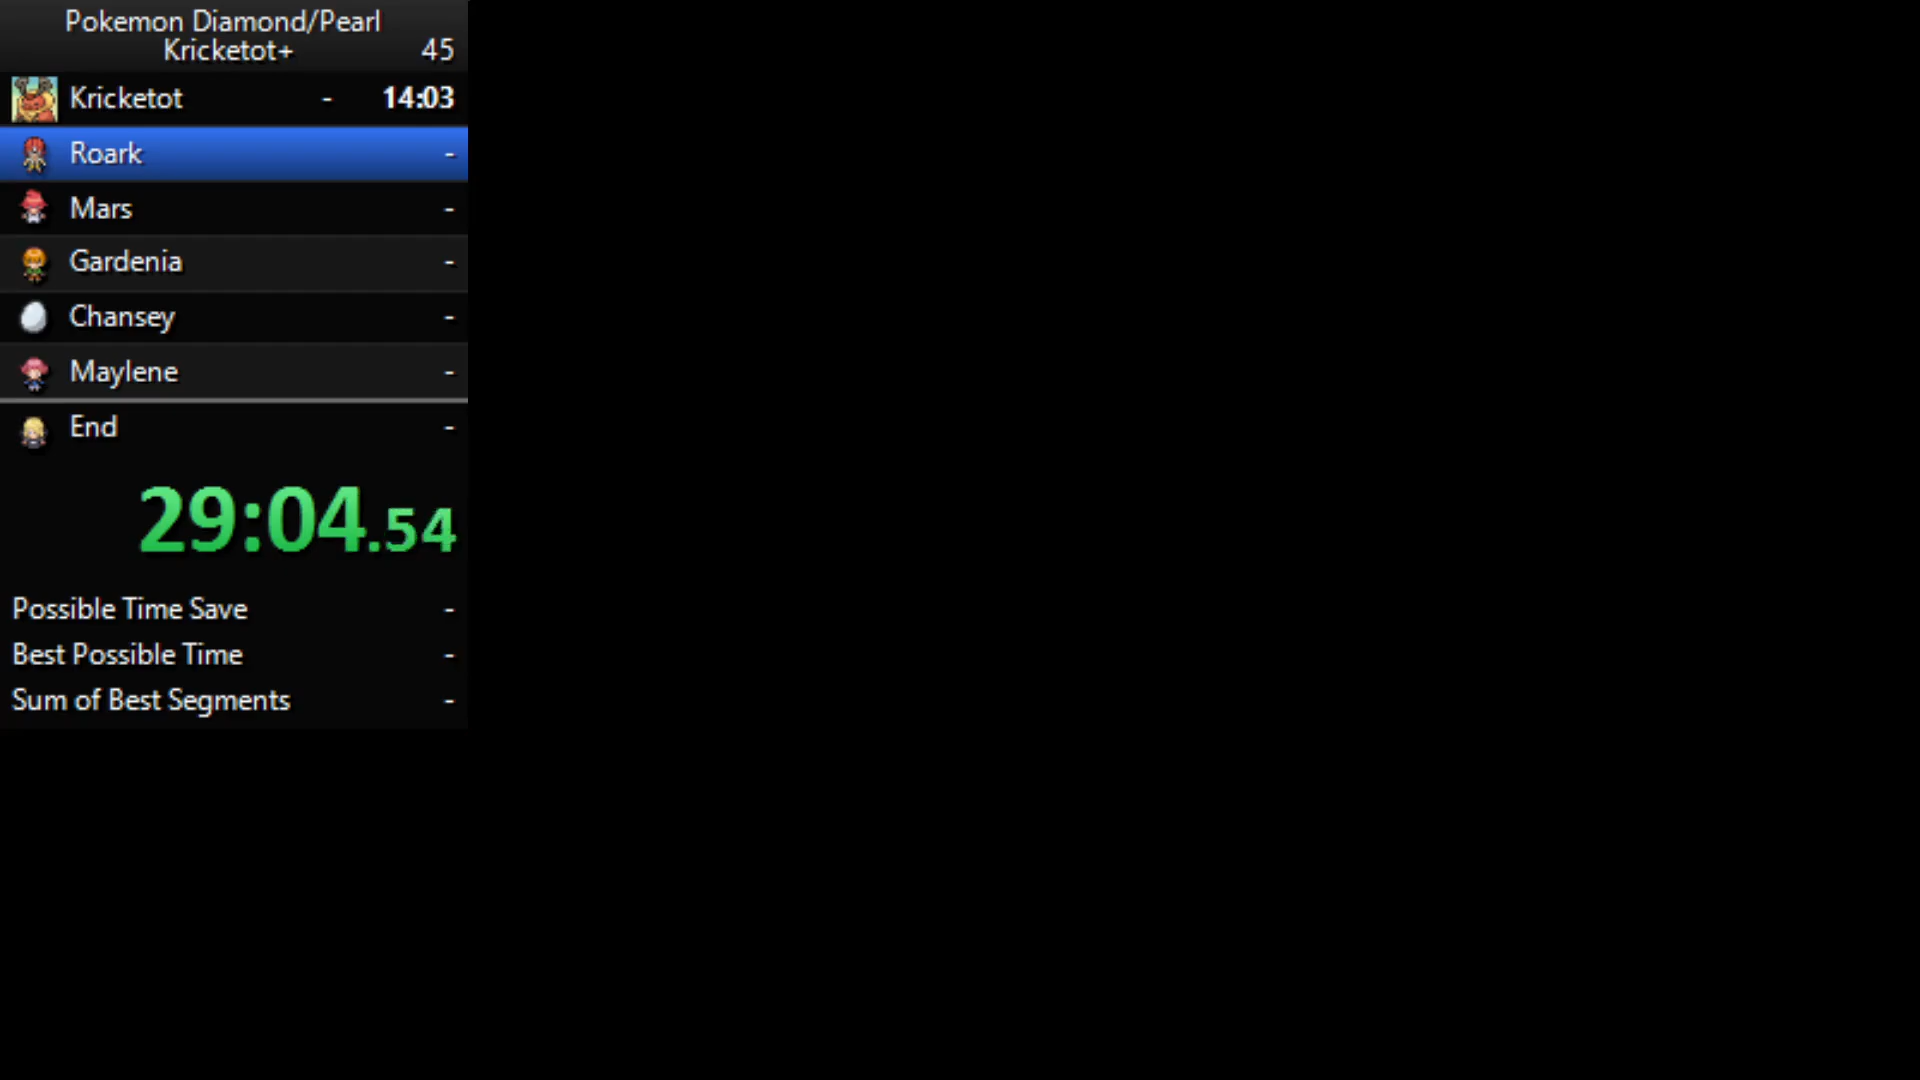 Pokemon Diamond/Pearl
Kricketot+ 45
Kricketot - 14:03
Roark -
Mars -
Gardenia -
Chansey -
Maylene -
End -
29:04.54
Possible Time Save -
Best Possible Time -
Sum of Best Segments -